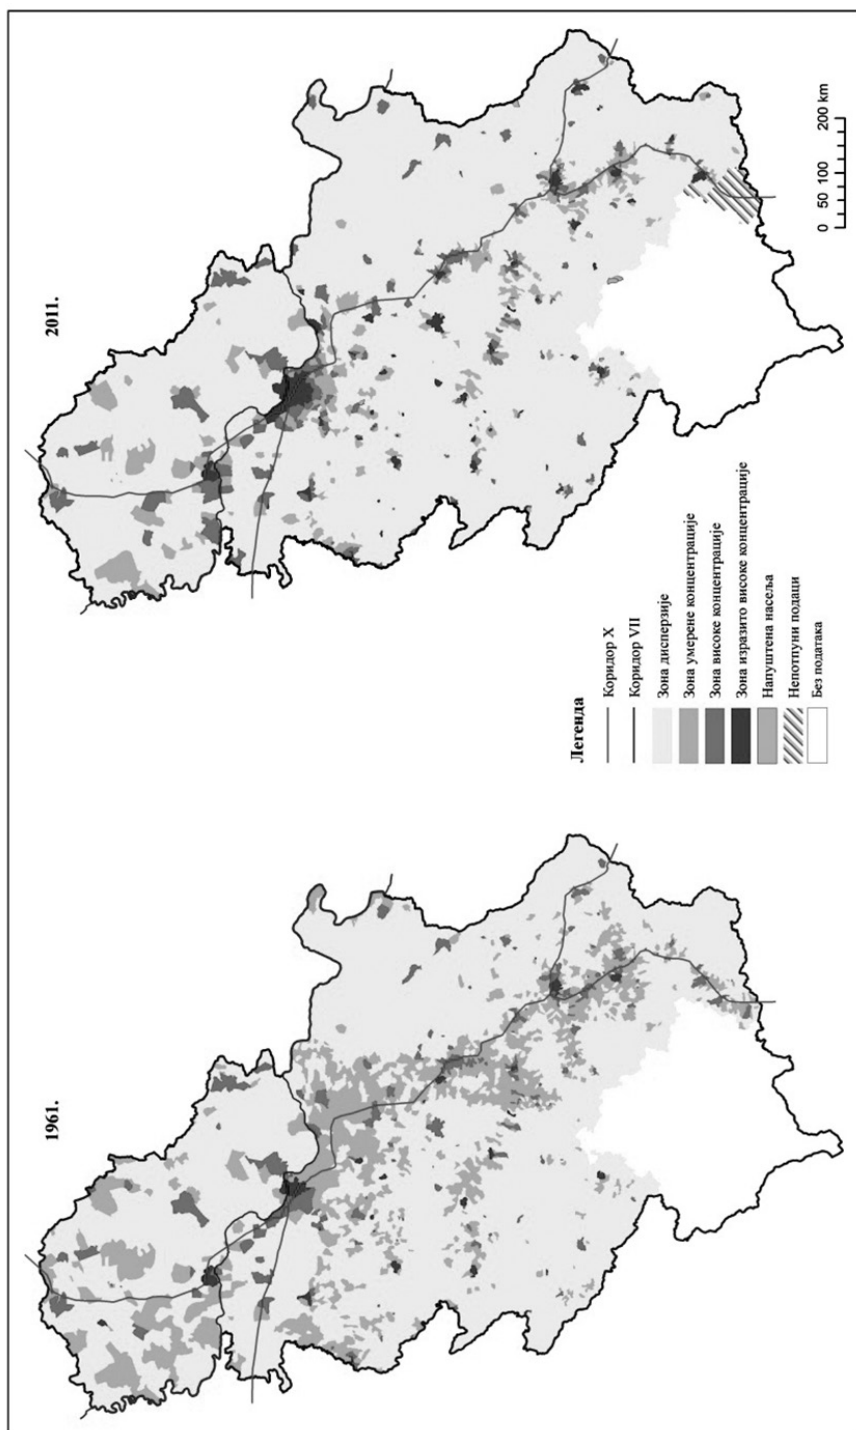 1961.
2011.
Легенда
Коридор X
Коридор VII
Зона дисперзије
Зона умерене концентрације
Зона високе концентрације
Зона изразито високе концентрације
Напуштена насеља
Непотпуни подаци
Без података
0 50 100 200 km